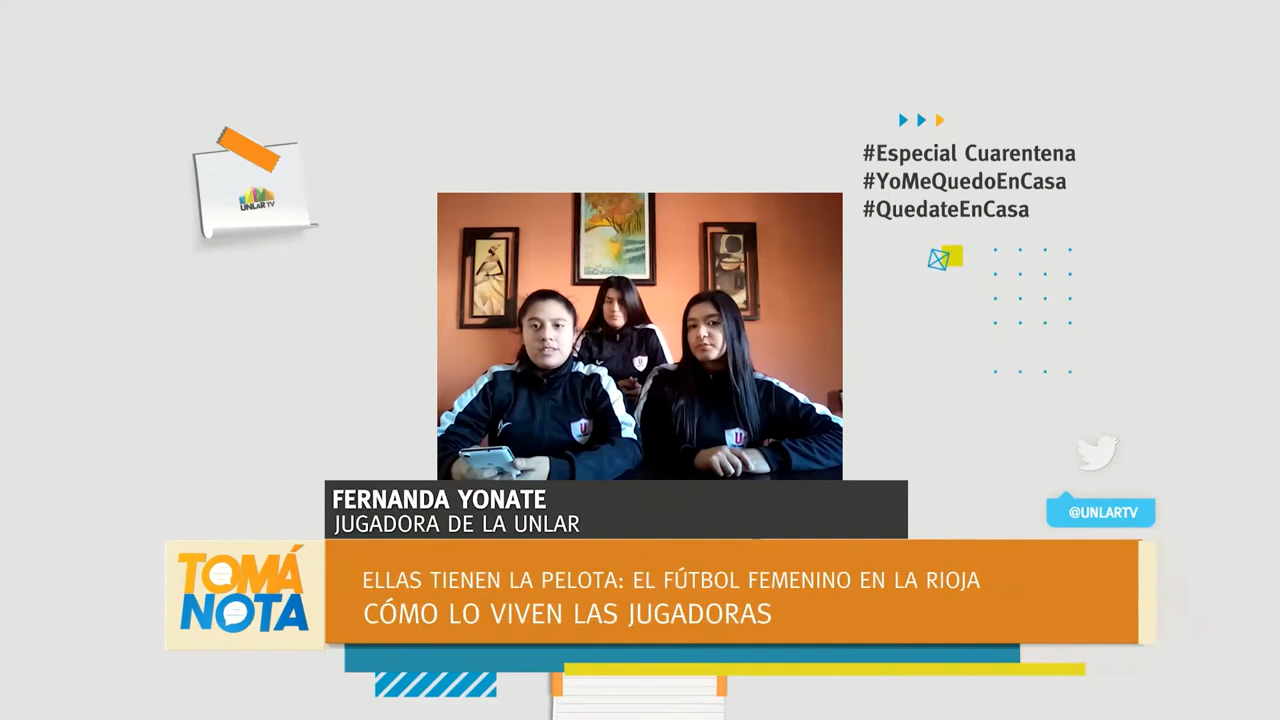 #Especial Cuarentena
#YoMeQuedoEnCasa
#QuedateEnCasa
UNLAR TV
U
U
U
FERNANDA YONATE
JUGADORA DE LA UNLAR
@UNLARTV
TOMÁ
NOTA
ELLAS TIENEN LA PELOTA: EL FÚTBOL FEMENINO EN LA RIOJA
CÓMO LO VIVEN LAS JUGADORAS